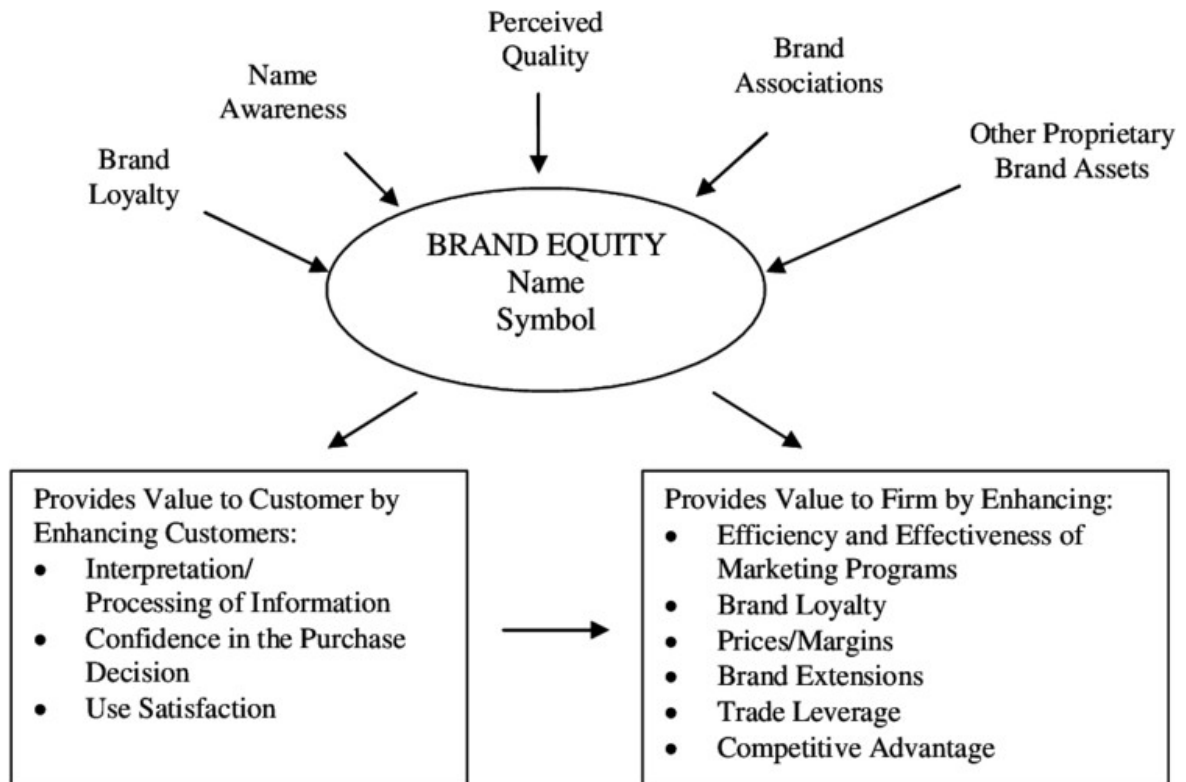 Perceived
Quality
Brand
Associations
Name
Awareness
Other Proprietary
Brand Assets
Brand
Loyalty
BRAND EQUITY
Name
Symbol
Provides Value to Customer by
Enhancing Customers:
• Interpretation/
Processing of Information
• Confidence in the Purchase
Decision
• Use Satisfaction
Provides Value to Firm by Enhancing:
• Efficiency and Effectiveness of
Marketing Programs
• Brand Loyalty
• Prices/Margins
• Brand Extensions
• Trade Leverage
• Competitive Advantage